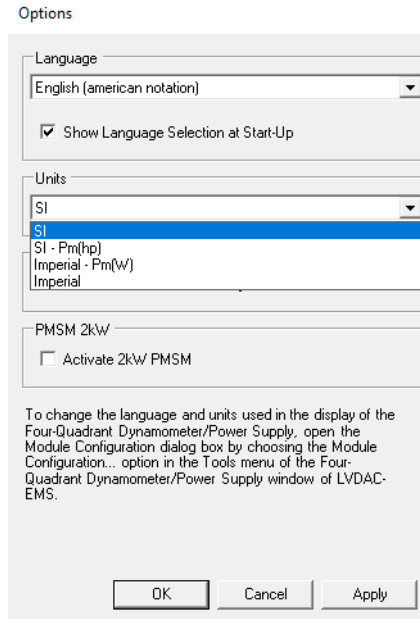 Options
Language
English (american notation)
Show Language Selection at Start-Up
Units
SI
SI
SI - Pm(hp)
Imperial - Pm(W)
Imperial
PMSM 2kW
Activate 2kW PMSM
To change the language and units used in the display of the
Four-Quadrant Dynamometer/Power Supply, open the
Module Configuration dialog box by choosing the Module
Configuration... option in the Tools menu of the Four-
Quadrant Dynamometer/Power Supply window of LVDAC-
EMS.
OK Cancel Apply